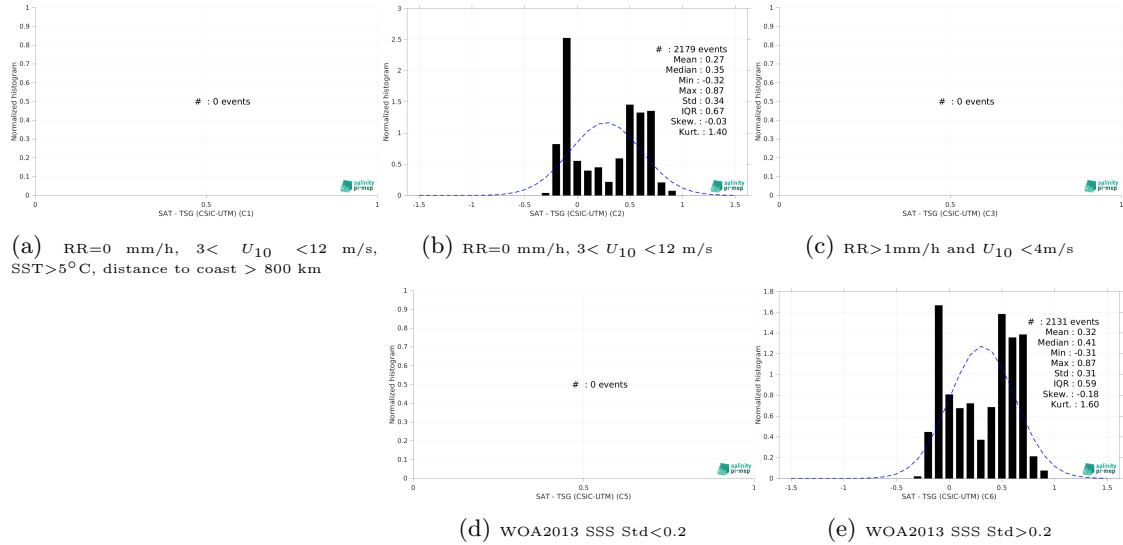 1
0.9
0.8
0.7
0.6
0.5
0.4
0.3
0.2
0.1
0
Normalized histogram
# : 0 events
salinity
pi-mep
0 0.5 1
SAT - TSG (CSIC-UTM) (C1)
(a) RR=0 mm/h, 3< U10 <12 m/s,
SST>5°C, distance to coast > 800 km
3
2.5
2
1.5
1
0.5
0
Normalized histogram
# : 2179 events
Mean : 0.27
Median : 0.35
Min : -0.32
Max : 0.87
Std : 0.34
IQR : 0.67
Skew. : -0.03
Kurt. : 1.40
salinity
pi-mep
-1.5 -1 -0.5 0 0.5 1 1.5
SAT - TSG (CSIC-UTM) (C2)
(b) RR=0 mm/h, 3< U10 <12 m/s
1
0.9
0.8
0.7
0.6
0.5
0.4
0.3
0.2
0.1
0
Normalized histogram
# : 0 events
salinity
pi-mep
0 0.5 1
SAT - TSG (CSIC-UTM) (C3)
(c) RR>1mm/h and U10 <4m/s
1
0.9
0.8
0.7
0.6
0.5
0.4
0.3
0.2
0.1
0
Normalized histogram
# : 0 events
salinity
pi-mep
0 0.5 1
SAT - TSG (CSIC-UTM) (C5)
(d) WOA2013 SSS Std<0.2
1.8
1.6
1.4
1.2
1
0.8
0.6
0.4
0.2
0
Normalized histogram
# : 2131 events
Mean : 0.32
Median : 0.41
Min : -0.31
Max : 0.87
Std : 0.31
IQR : 0.59
Skew. : -0.18
Kurt. : 1.60
salinity
pi-mep
-1.5 -1 -0.5 0 0.5 1 1.5
SAT - TSG (CSIC-UTM) (C6)
(e) WOA2013 SSS Std>0.2